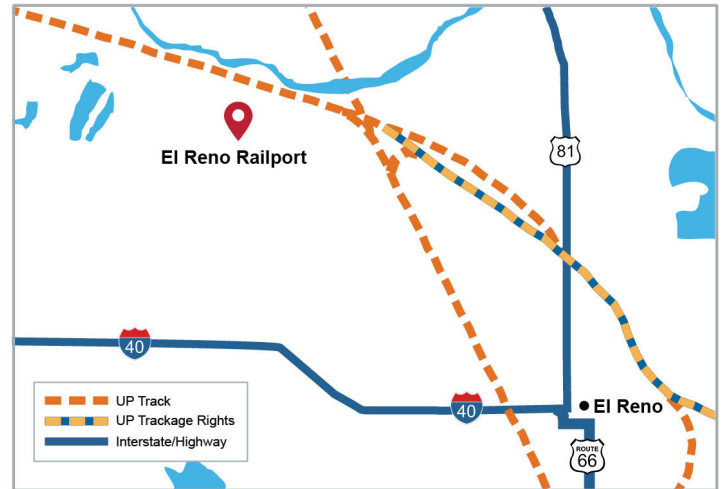 81
El Reno Railport
40
40
El Reno
ROUTE
66
UP Track
UP Trackage Rights
Interstate/Highway